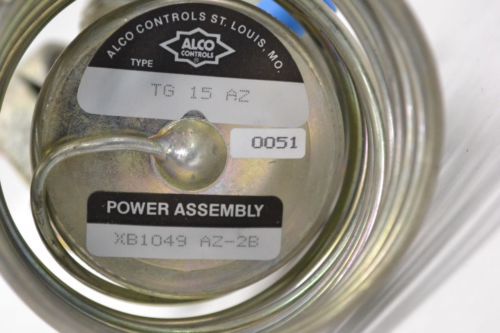 ALCO CONTROLS ST. LOUIS, MO.
ALCO
CONTROLS
®
TYPE
TG 15 AZ
0051
POWER ASSEMBLY
XB1049 AZ-2B